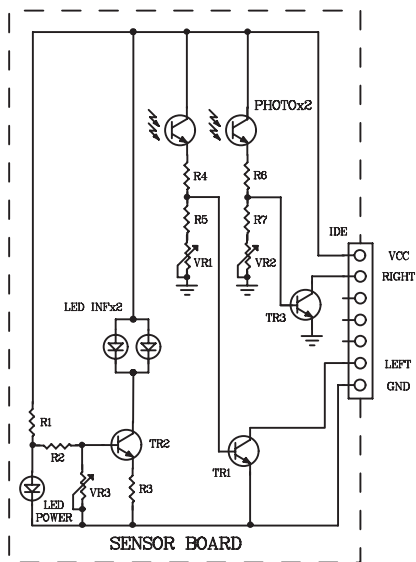 PHOTOx2
R4
R6
R5
R7
IDE
VR1
VR2
VCC
RIGHT
LED INFx2
TR3
LEFT
GND
R1
R2
TR2
TR1
VR3
R3
LED
POWER
SENSOR BOARD